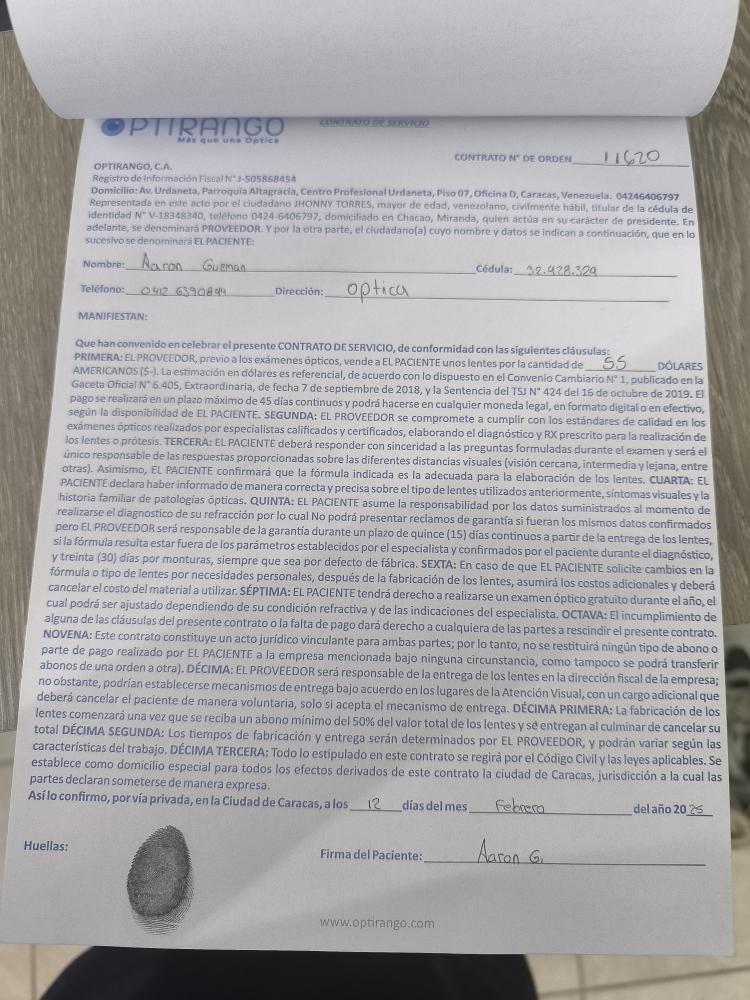 OPTIRANGO
Más que una Óptica
CONTRATO DE SERVICIO
CONTRATO N° DE ORDEN 11620
OPTIRANGO, C.A.
Registro de Información Fiscal N° J-505868454
Domicilio: Av. Urdaneta, Parroquia Altagracia, Centro Profesional Urdaneta, Piso 07, Oficina D, Caracas, Venezuela. 04246406797
Representada en este acto por el ciudadano JHONNY TORRES, mayor de edad, venezolano, civilmente hábil, titular de la cédula de
identidad N° V-18348340, teléfono 0424-6406797, domiciliado en Chacao, Miranda, quien actúa en su carácter de presidente. En
adelante, se denominará PROVEEDOR. Y por la otra parte, el ciudadano(a) cuyo nombre y datos se indican a continuación, que en lo
sucesivo se denominará EL PACIENTE:
Nombre: Aaron Guzman Cédula: 32.928.329
Teléfono: 0412 6390899 Dirección: optica
MANIFIESTAN:
Que han convenido en celebrar el presente CONTRATO DE SERVICIO, de conformidad con las siguientes cláusulas:
PRIMERA: EL PROVEEDOR, previo a los exámenes ópticos, vende a EL PACIENTE unos lentes por la cantidad de 55 DÓLARES
AMERICANOS ($-). La estimación en dólares es referencial, de acuerdo con lo dispuesto en el Convenio Cambiario N° 1, publicado en la
Gaceta Oficial N° 6.405, Extraordinaria, de fecha 7 de septiembre de 2018, y la Sentencia del TSJ N° 424 del 16 de octubre de 2019. El
pago se realizará en un plazo máximo de 45 días continuos y podrá hacerse en cualquier moneda legal, en formato digital o en efectivo,
según la disponibilidad de EL PACIENTE. SEGUNDA: EL PROVEEDOR se compromete a cumplir con los estándares de calidad en los
exámenes ópticos realizados por especialistas calificados y certificados, elaborando el diagnóstico y RX prescrito para la realización de
los lentes o prótesis. TERCERA: EL PACIENTE deberá responder con sinceridad a las preguntas formuladas durante el examen y será el
único responsable de las respuestas proporcionadas sobre las diferentes distancias visuales (visión cercana, intermedia y lejana, entre
otras). Asimismo, EL PACIENTE confirmará que la fórmula indicada es la adecuada para la elaboración de los lentes. CUARTA: EL
PACIENTE declara haber informado de manera correcta y precisa sobre el tipo de lentes utilizados anteriormente, síntomas visuales y la
historia familiar de patologías ópticas. QUINTA: EL PACIENTE asume la responsabilidad por los datos suministrados al momento de
realizarse el diagnostico de su refracción por lo cual No podrá presentar reclamos de garantía si fueran los mismos datos confirmados
pero EL PROVEEDOR será responsable de la garantía durante un plazo de quince (15) días continuos a partir de la entrega de los lentes,
si la fórmula resulta estar fuera de los parámetros establecidos por el especialista y confirmados por el paciente durante el diagnóstico,
y treinta (30) días por monturas, siempre que sea por defecto de fábrica. SEXTA: En caso de que EL PACIENTE solicite cambios en la
fórmula o tipo de lentes por necesidades personales, después de la fabricación de los lentes, asumirá los costos adicionales y deberá
cancelar el costo del material a utilizar. SÉPTIMA: EL PACIENTE tendrá derecho a realizarse un examen óptico gratuito durante el año, el
cual podrá ser ajustado dependiendo de su condición refractiva y de las indicaciones del especialista. OCTAVA: El incumplimiento de
alguna de las cláusulas del presente contrato o la falta de pago dará derecho a cualquiera de las partes a rescindir el presente contrato.
NOVENA: Este contrato constituye un acto jurídico vinculante para ambas partes; por lo tanto, no se restituirá ningún tipo de abono o
parte de pago realizado por EL PACIENTE a la empresa mencionada bajo ninguna circunstancia, como tampoco se podrá transferir
abonos de una orden a otra). DÉCIMA: EL PROVEEDOR será responsable de la entrega de los lentes en la dirección fiscal de la empresa;
no obstante, podrían establecerse mecanismos de entrega bajo acuerdo en los lugares de la Atención Visual, con un cargo adicional que
deberá cancelar el paciente de manera voluntaria, solo si acepta el mecanismo de entrega. DÉCIMA PRIMERA: La fabricación de los
lentes comenzará una vez que se reciba un abono mínimo del 50% del valor total de los lentes y se entregan al culminar de cancelar su
total DÉCIMA SEGUNDA: Los tiempos de fabricación y entrega serán determinados por EL PROVEEDOR, y podrán variar según las
características del trabajo. DÉCIMA TERCERA: Todo lo estipulado en este contrato se regirá por el Código Civil y las leyes aplicables. Se
establece como domicilio especial para todos los efectos derivados de este contrato la ciudad de Caracas, jurisdicción a la cual las
partes declaran someterse de manera expresa.
Así lo confirmo, por vía privada, en la Ciudad de Caracas, a los 12 días del mes Febrero del año 2025
Huellas:
Firma del Paciente: Aaron G.
www.optirango.com